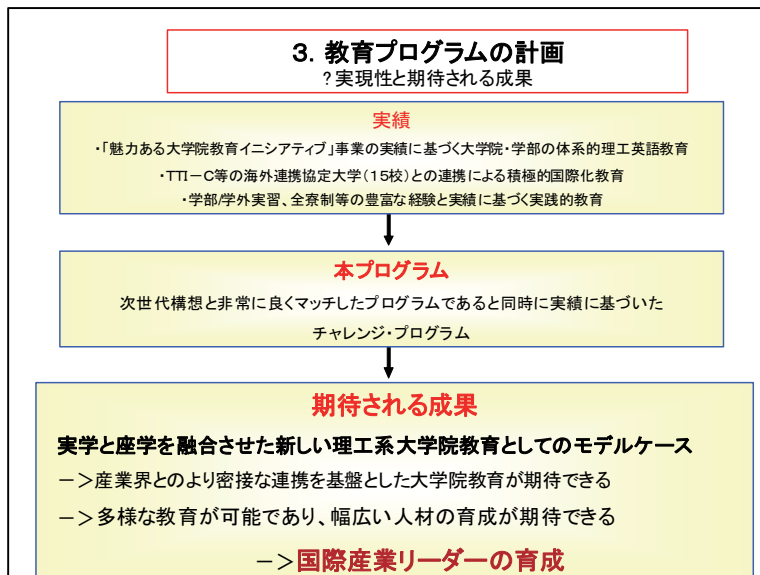 3．教育プログラムの計画
?実現性と期待される成果
実績
・「魅力ある大学院教育イニシアティブ」事業の実績に基づく大学院・学部の体系的理工英語教育
・TTI－C等の海外連携協定大学（15校）との連携による積極的国際化教育
・学部/学外実習、全寮制等の豊富な経験と実績に基づく実践的教育
本プログラム
次世代構想と非常に良くマッチしたプログラムであると同時に実績に基づいた
チャレンジ・プログラム
期待される成果
実学と座学を融合させた新しい理工系大学院教育としてのモデルケース
－＞産業界とのより密接な連携を基盤とした大学院教育が期待できる
－＞多様な教育が可能であり、幅広い人材の育成が期待できる
－＞国際産業リーダーの育成